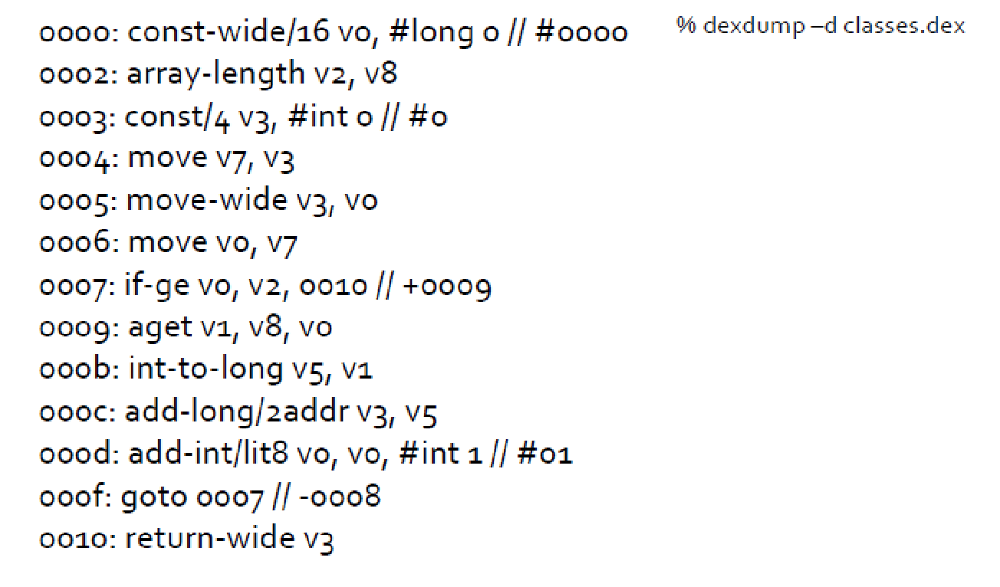 0000: const-wide/16 v0, #long 0 // #0000
% dexdump –d classes.dex
0002: array-length v2, v8
0003: const/4 v3, #int 0 // #0
0004: move v7, v3
0005: move-wide v3, v0
0006: move v0, v7
0007: if-ge v0, v2, 0010 // +0009
0009: aget v1, v8, v0
000b: int-to-long v5, v1
000c: add-long/2addr v3, v5
000d: add-int/lit8 v0, v0, #int 1 // #01
000f: goto 0007 // -0008
0010: return-wide v3